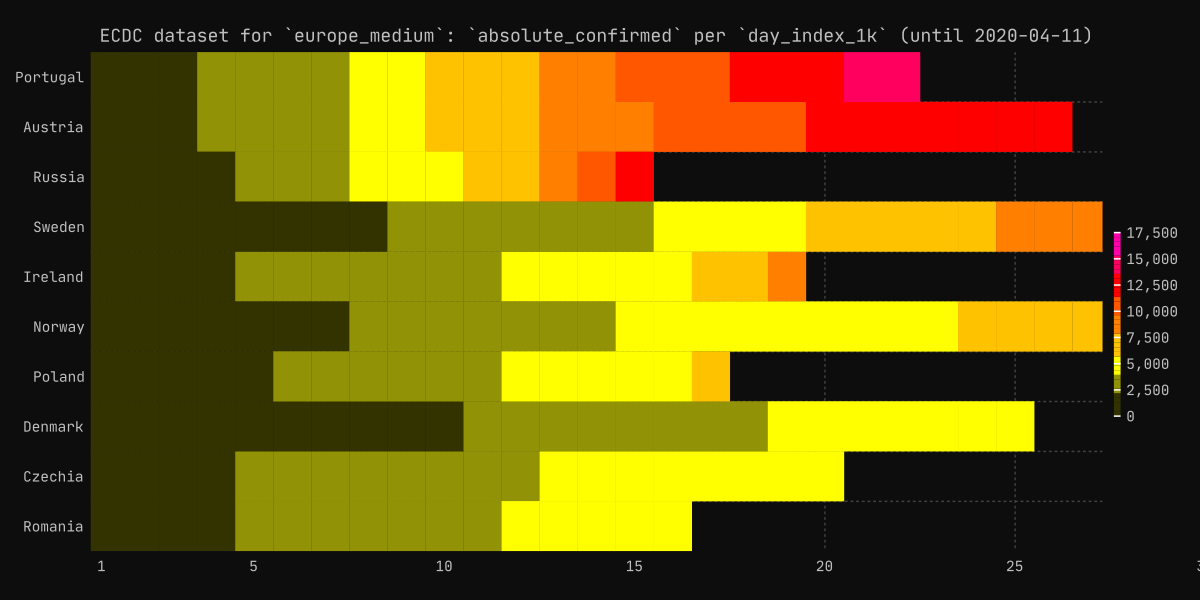 ECDC dataset for `europe_medium`: `absolute_confirmed` per `day_index_1k` (until 2020-04-11)
Portugal
Austria
Russia
Sweden
Ireland
Norway
Poland
Denmark
Czechia
Romania
17,500
15,000
12,500
10,000
7,500
5,000
2,500
0
1 5 10 15 20 25